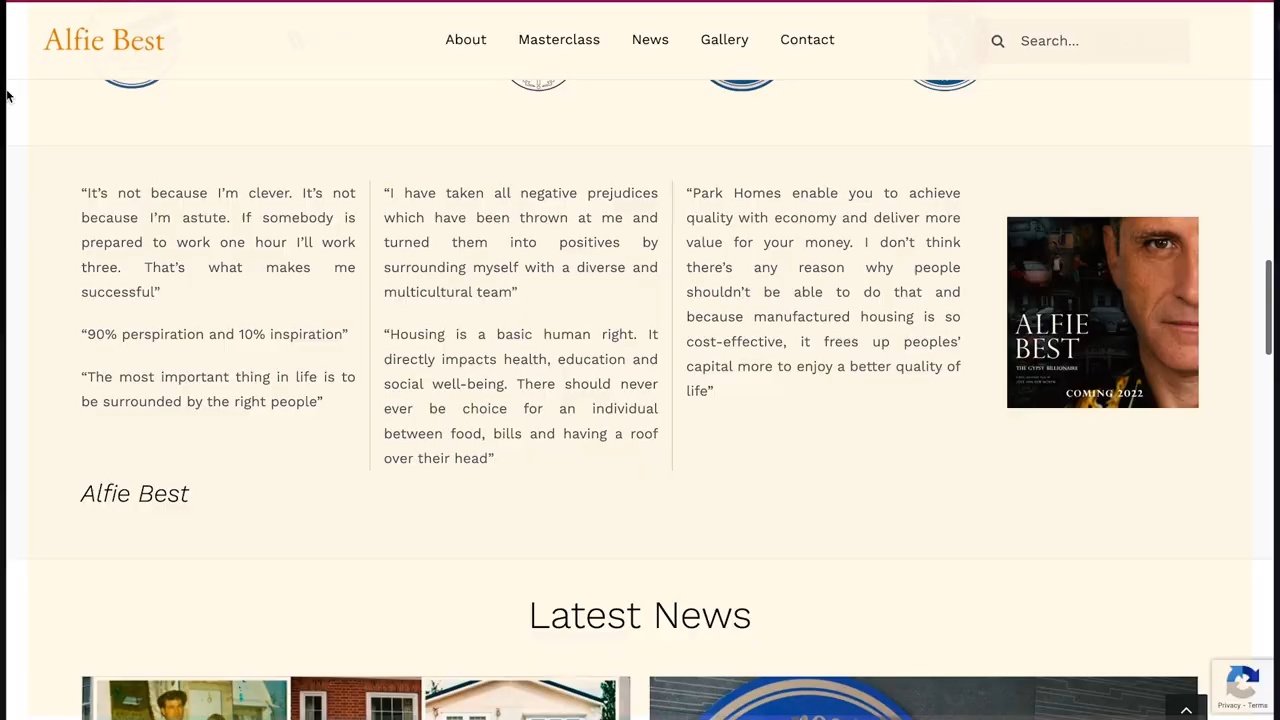 Alfie Best
About
Masterclass
News
Gallery
Contact
Search...
“It’s not because I’m clever. It’s not
because I’m astute. If somebody is
prepared to work one hour I’ll work
three. That’s what makes me
successful”
“90% perspiration and 10% inspiration”
“The most important thing in life is to
be surrounded by the right people”
“I have taken all negative prejudices
which have been thrown at me and
turned them into positives by
surrounding myself with a diverse and
multicultural team”
“Housing is a basic human right. It
directly impacts health, education and
social well-being. There should never
ever be choice for an individual
between food, bills and having a roof
over their head”
“Park Homes enable you to achieve
quality with economy and deliver more
value for your money. I don’t think
there’s any reason why people
shouldn’t be able to do that and
because manufactured housing is so
cost-effective, it frees up peoples’
capital more to enjoy a better quality of
life”
ALFIE
BEST
THE GYPSY BILLIONAIRE
COMING 2022
Alfie Best
Latest News
Privacy - Terms